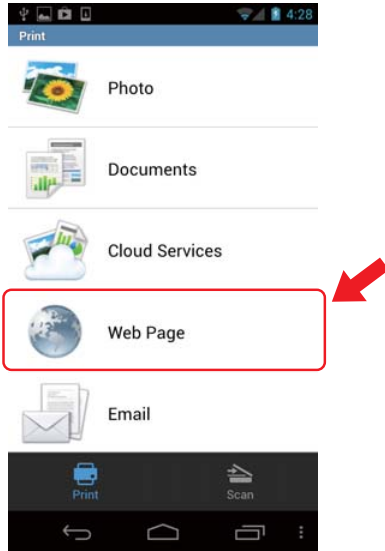 4:28
Print
Photo
Documents
Cloud Services
Web Page
Email
Print Scan